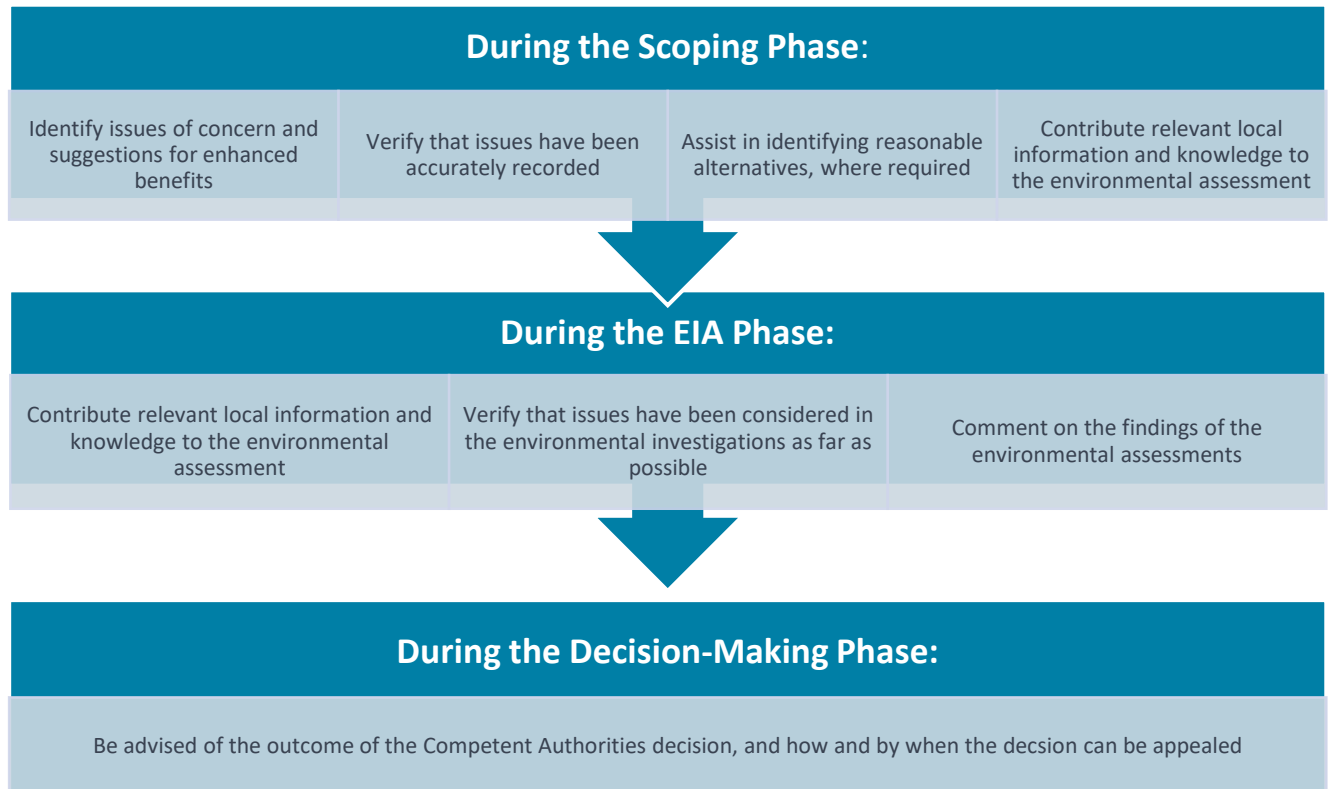 During the Scoping Phase:
Identify issues of concern and
suggestions for enhanced
benefits
Verify that issues have been
accurately recorded
Assist in identifying reasonable
alternatives, where required
Contribute relevant local
information and knowledge to
the environmental assessment
During the EIA Phase:
Contribute relevant local information and
knowledge to the environmental
assessment
Verify that issues have been considered in
the environmental investigations as far as
possible
Comment on the findings of the
environmental assessments
During the Decision-Making Phase:
Be advised of the outcome of the Competent Authorities decision, and how and by when the decsion can be appealed